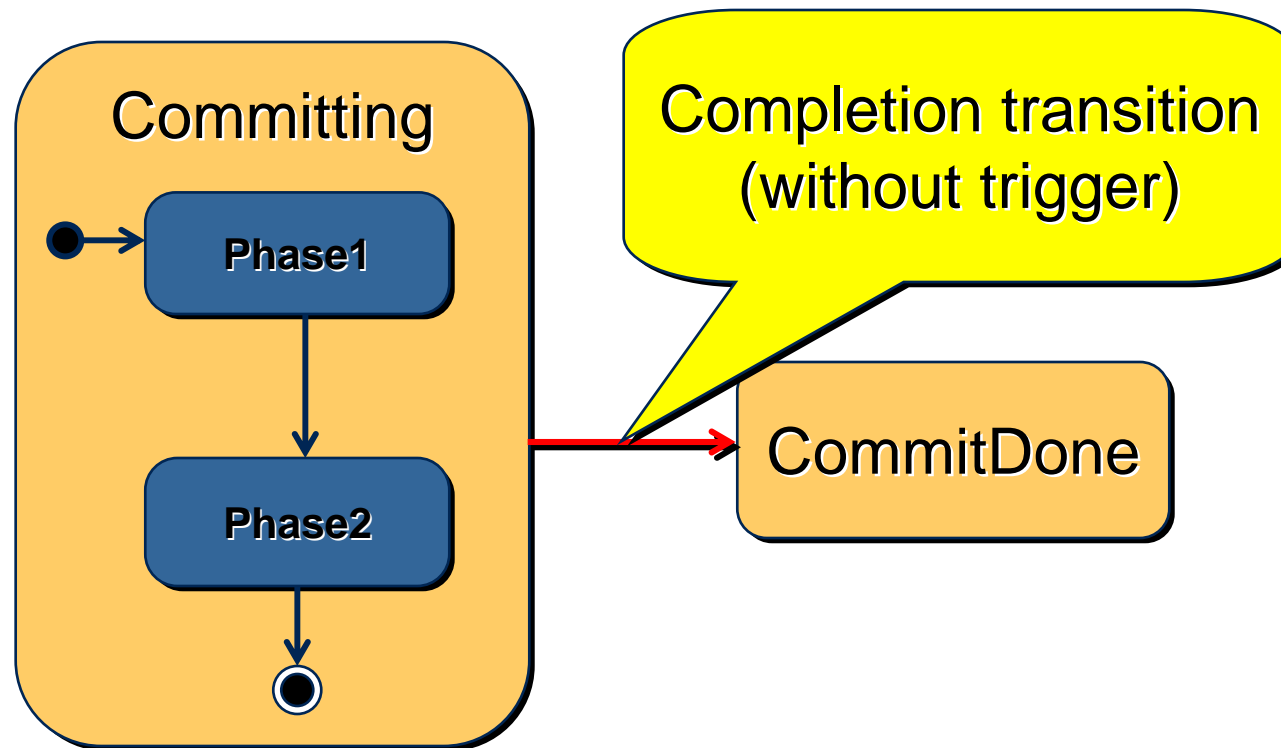 Committing
Phase1
Phase2
Completion transition
(without trigger)
CommitDone